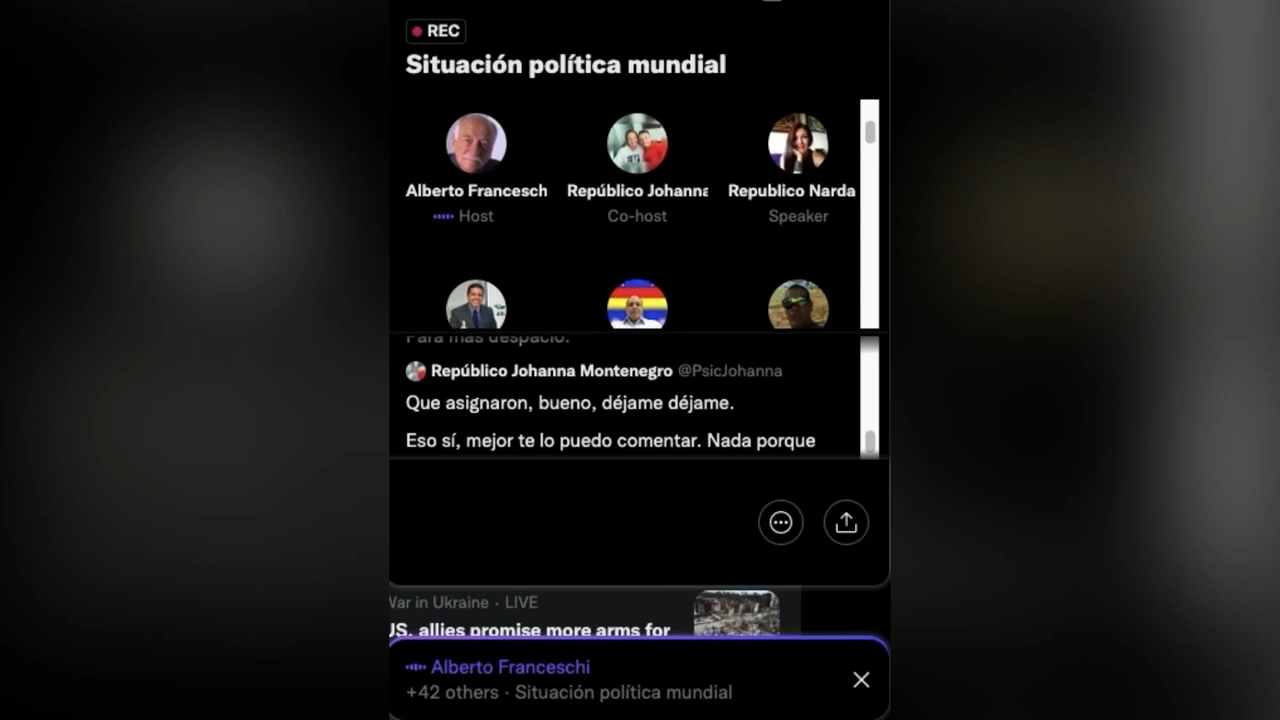 REC
Situación política mundial
Alberto Francesch
Repúblico Johanna
Republico Narda
Host
Co-host
Speaker
Para más despacio.
Repúblico Johanna Montenegro @PsicJohanna
Que asignaron, bueno, déjame déjame.
Eso sí, mejor te lo puedo comentar. Nada porque
War in Ukraine · LIVE
US, allies promise more arms for
Alberto Franceschi
+42 others · Situación política mundial